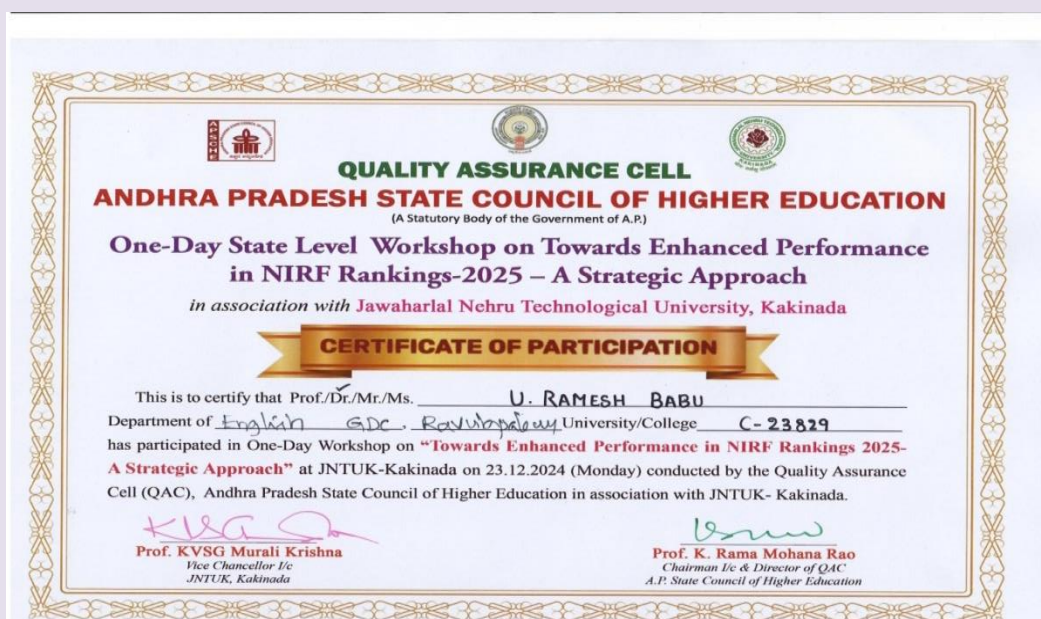 APSCHE
QUALITY ASSURANCE CELL
ANDHRA PRADESH STATE COUNCIL OF HIGHER EDUCATION
(A Statutory Body of the Government of A.P.)
One-Day State Level Workshop on Towards Enhanced Performance
in NIRF Rankings-2025 – A Strategic Approach
in association with Jawaharlal Nehru Technological University, Kakinada
CERTIFICATE OF PARTICIPATION
This is to certify that Prof./Dr./Mr./Ms. U. RAMESH BABU
Department of English GDC. Ravulapalem University/College C-23829
has participated in One-Day Workshop on “Towards Enhanced Performance in NIRF Rankings 2025-
A Strategic Approach” at JNTUK-Kakinada on 23.12.2024 (Monday) conducted by the Quality Assurance
Cell (QAC), Andhra Pradesh State Council of Higher Education in association with JNTUK- Kakinada.
Prof. KVSG Murali Krishna
Vice Chancellor I/c
JNTUK, Kakinada
Prof. K. Rama Mohana Rao
Chairman I/c & Director of QAC
A.P. State Council of Higher Education